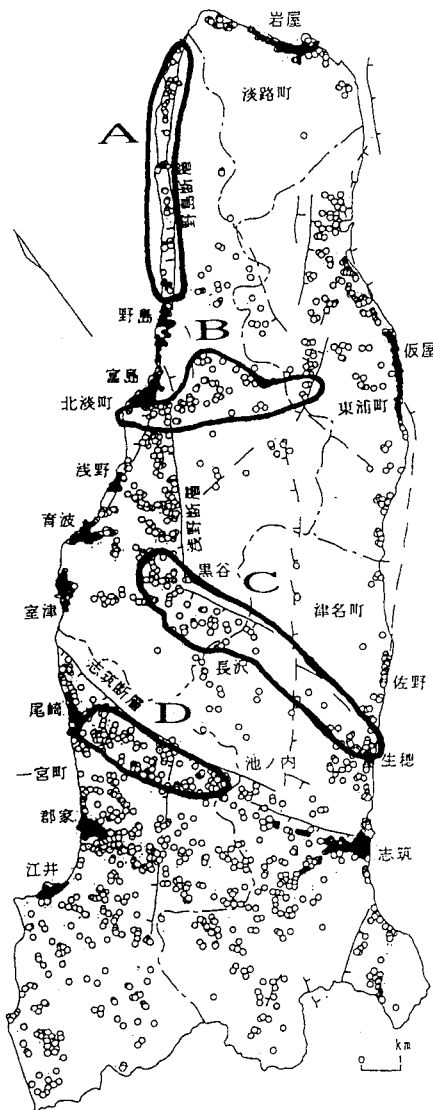 岩屋
淡路町
A
野島断層
野島
B
仮屋
富島
北淡町
東浦町
浅野
浅野断層
育波
黒谷
C
室津
津名町
長沢
佐野
志筑断層
尾崎
D
生穂
池ノ内
一宮町
郡家
志筑
江井
km
0 1